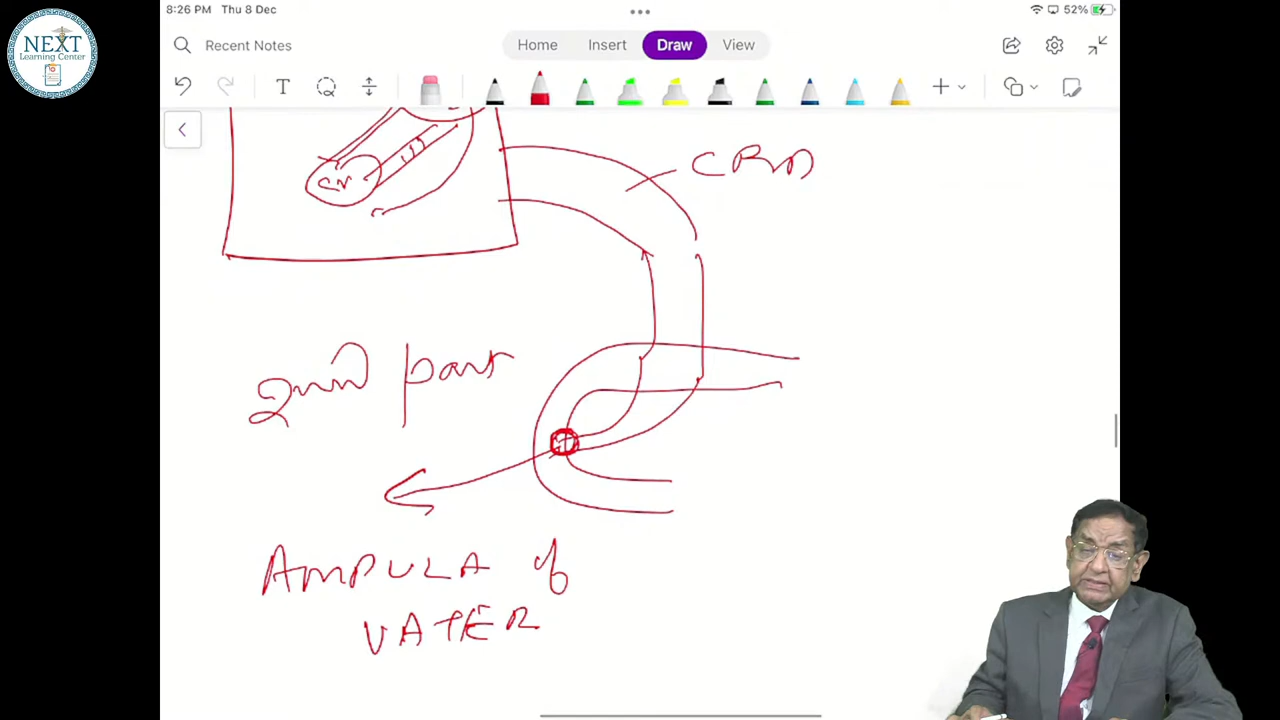 8:26 PM Thu 8 Dec
52%
NEXT
Learning Center
Recent Notes
Home Insert Draw View
CBD
2nd part
AMPULA of
VATER